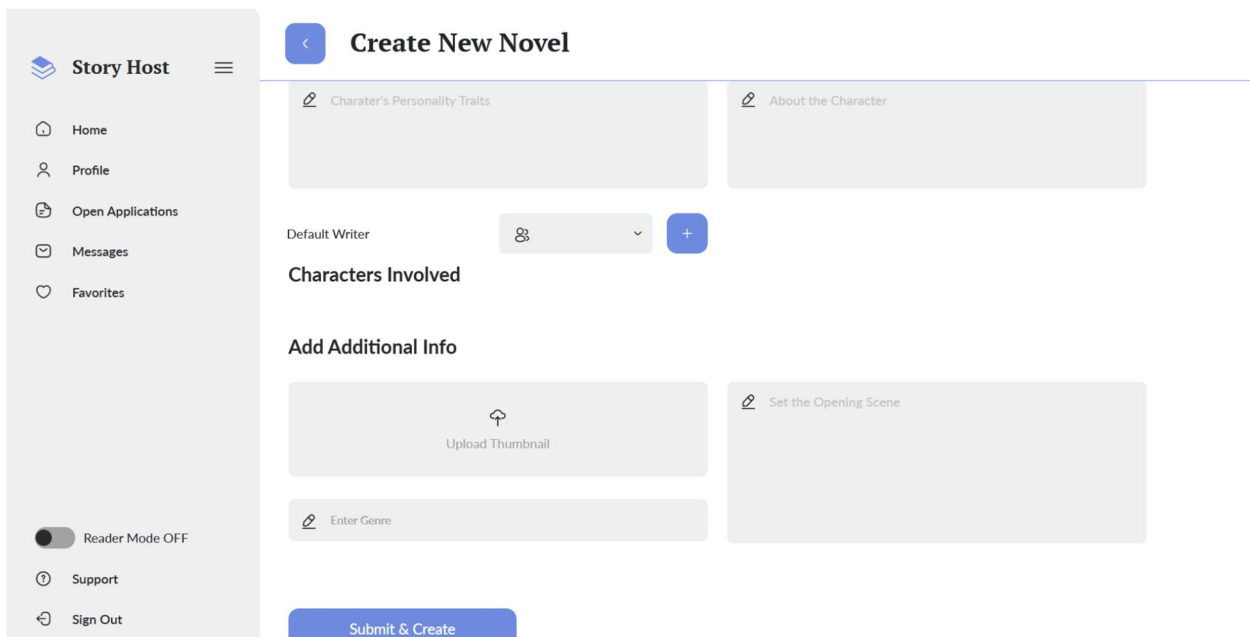 Story Host
Home
Profile
Open Applications
Messages
Favorites
Reader Mode OFF
Support
Sign Out
Create New Novel
Charater's Personality Traits
About the Character
Default Writer
Characters Involved
Add Additional Info
Upload Thumbnail
Set the Opening Scene
Enter Genre
Submit & Create